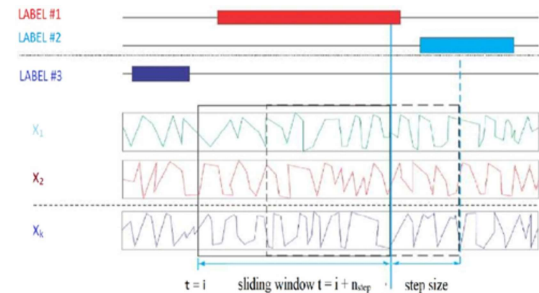 LABEL #1
LABEL #2
LABEL #3
X₁
X₂
Xₖ
t = i sliding window t = i + nₛₜₑₚ step size